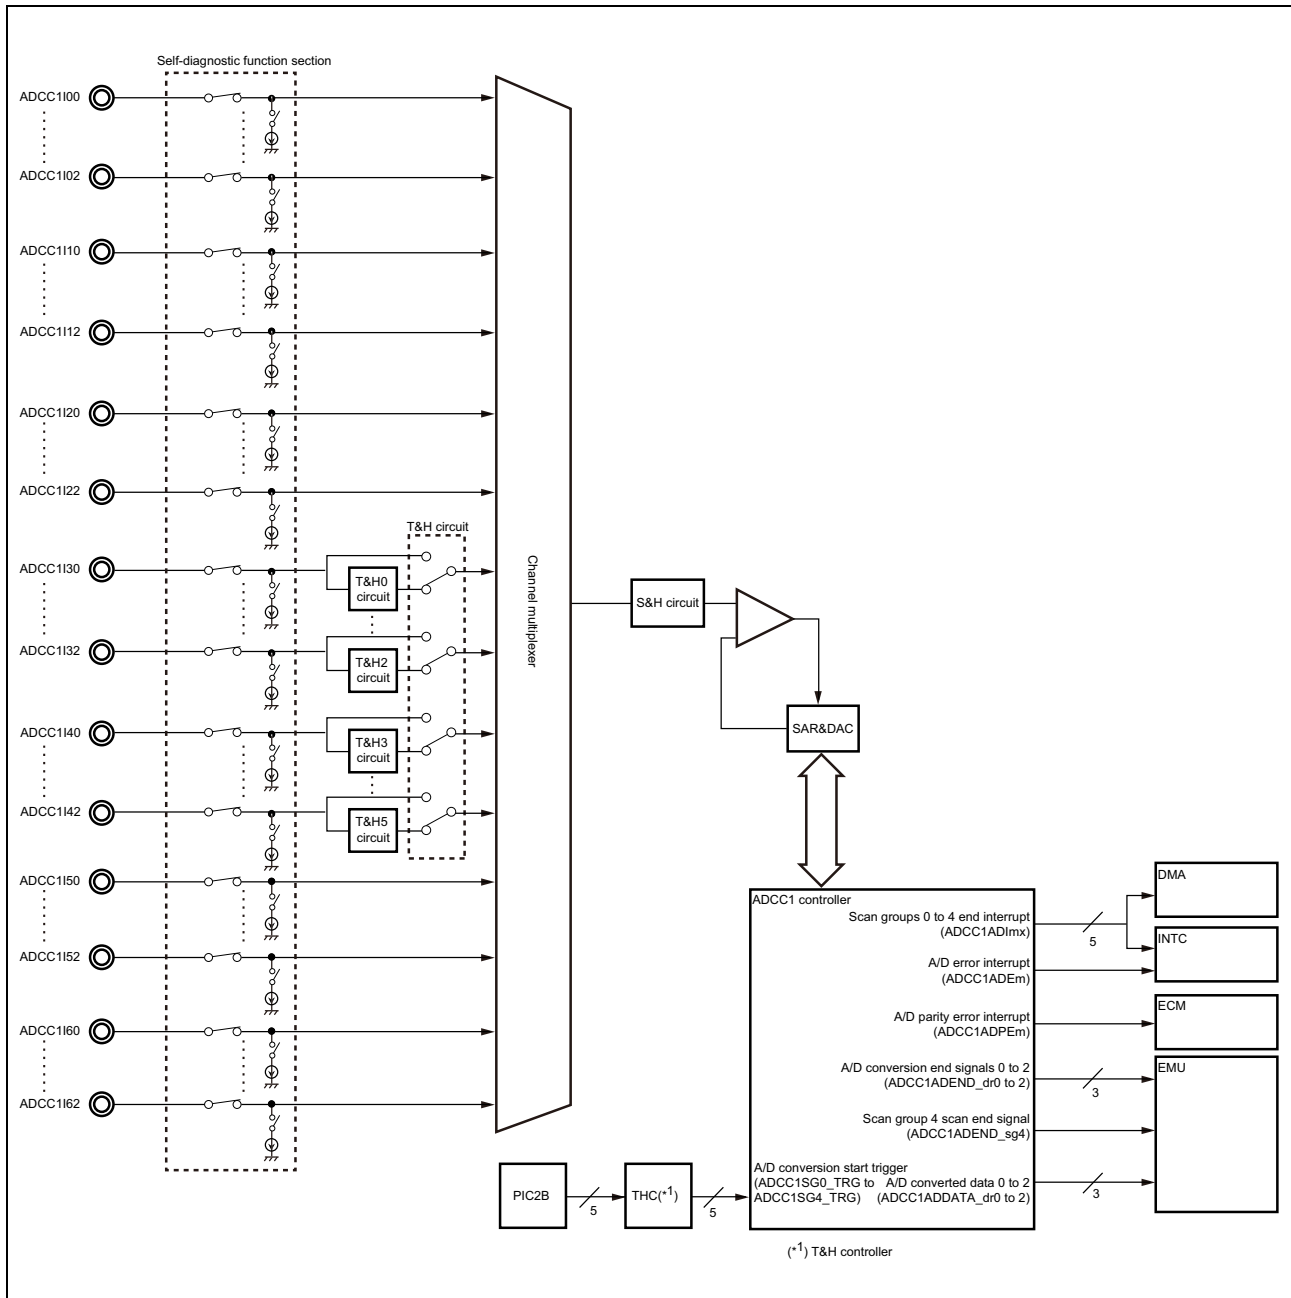 Self-diagnostic function section
ADCC1I00
ADCC1I02
ADCC1I10
ADCC1I12
ADCC1I20
ADCC1I22
T&H circuit
ADCC1I30
T&H0
circuit
ADCC1I32
T&H2
circuit
ADCC1I40
T&H3
circuit
ADCC1I42
T&H5
circuit
ADCC1I50
ADCC1I52
ADCC1I60
ADCC1I62
Channel multiplexer
S&H circuit
SAR&DAC
ADCC1 controller
Scan groups 0 to 4 end interrupt
(ADCC1ADImx)
5
A/D error interrupt
(ADCC1ADEm)
A/D parity error interrupt
(ADCC1ADPEm)
A/D conversion end signals 0 to 2
(ADCC1ADEND_dr0 to 2)
3
Scan group 4 scan end signal
(ADCC1ADEND_sg4)
A/D conversion start trigger
(ADCC1SG0_TRG to
ADCC1SG4_TRG)
A/D converted data 0 to 2
(ADCC1ADDATA_dr0 to 2)
3
DMA
INTC
ECM
EMU
PIC2B
5
THC(*1)
5
(*1) T&H controller